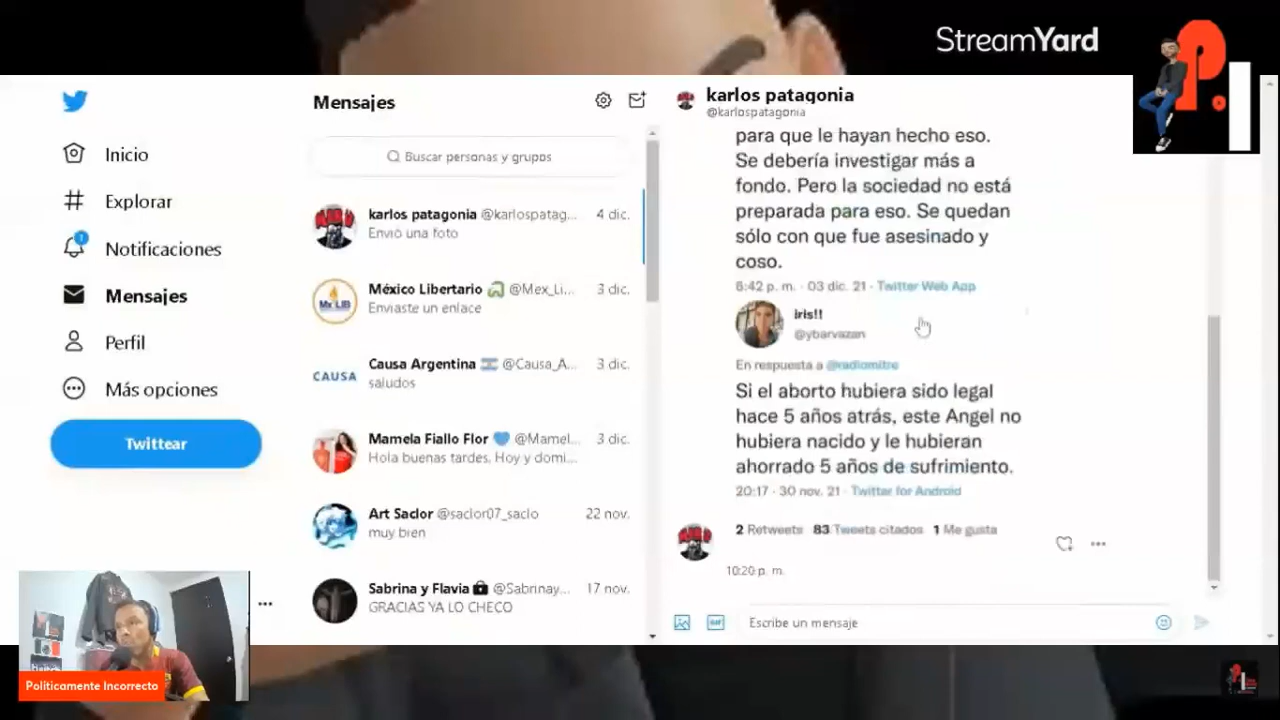 StreamYard
P.I
Inicio
Explorar
1
Notificaciones
Mensajes
Perfil
Más opciones
Twittear
Mensajes
Buscar personas y grupos
karlos patagonia @karlospatag... 4 dic.
Envió una foto
México Libertario @Mex_Li... 3 dic.
Enviaste un enlace
Mx LIB
Causa Argentina @Causa_A... 3 dic.
saludos
CAUSA
Mamela Fiallo Flor @Mamel... 3 dic.
Hola buenas tardes. Hoy y domi...
Art Saclor @saclor07_saclo 22 nov.
muy bien
Sabrina y Flavia @Sabrinay... 17 nov.
GRACIAS YA LO CHECO
karlos patagonia
@karlospatagonia
para que le hayan hecho eso.
Se debería investigar más a
fondo. Pero la sociedad no está
preparada para eso. Se quedan
sólo con que fue asesinado y
coso.
6:42 p. m. · 03 dic. 21 · Twitter Web App
iris!!
@ybarvazan
En respuesta a @radiomitre
Si el aborto hubiera sido legal
hace 5 años atrás, este Angel no
hubiera nacido y le hubieran
ahorrado 5 años de sufrimiento.
20:17 · 30 nov. 21 · Twitter for Android
2 Retweets 83 Tweets citados 1 Me gusta
10:20 p. m.
GIF
Escribe un mensaje
Políticamente Incorrecto